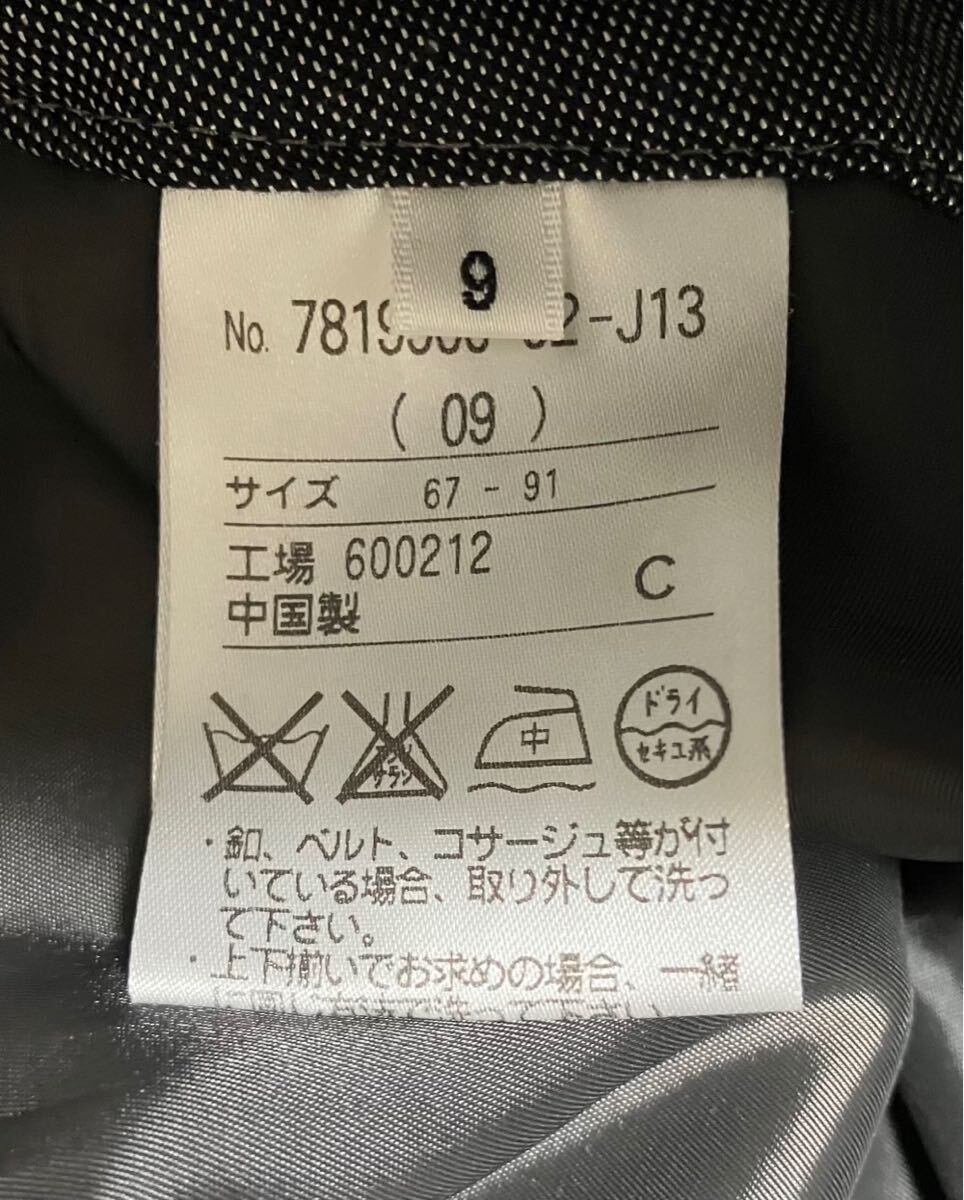 9
No. 7819 -J13
( 09 )
サイズ 67 - 91
工場 600212
C
中国製
中
ドライ
セキユ系
・釦、ベルト、コサージュ等が付
いている場合、取り外して洗っ
て下さい。
・上下揃いでお求めの場合、一緒